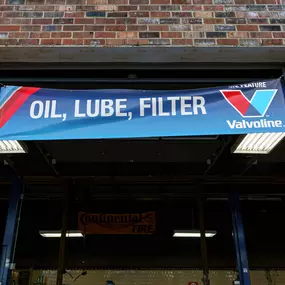 WE FEATURE
OIL, LUBE, FILTER
Valvoline
Continental
TIRE